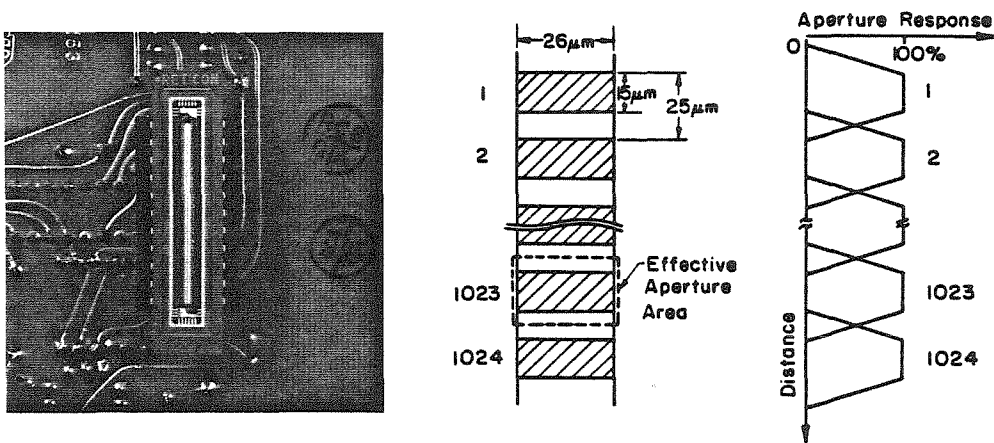 RETICON
26μm
1
15μm
25μm
2
1023
Effective
Aperture
Area
1024
Aperture Response
0
100%
1
2
1023
1024
Distance